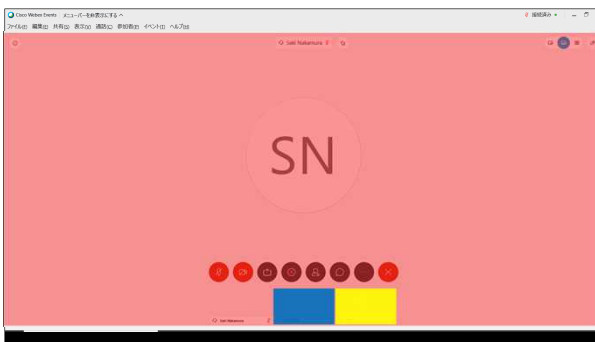 Cisco Webex Events メニューバーを非表示にする ^ 接続済み
ファイル(F) 編集(E) 共有(S) 表示(V) 通話(C) 参加者(P) イベント(T) ヘルプ(H)
Saki Nakamura
SN
Saki Nakamura